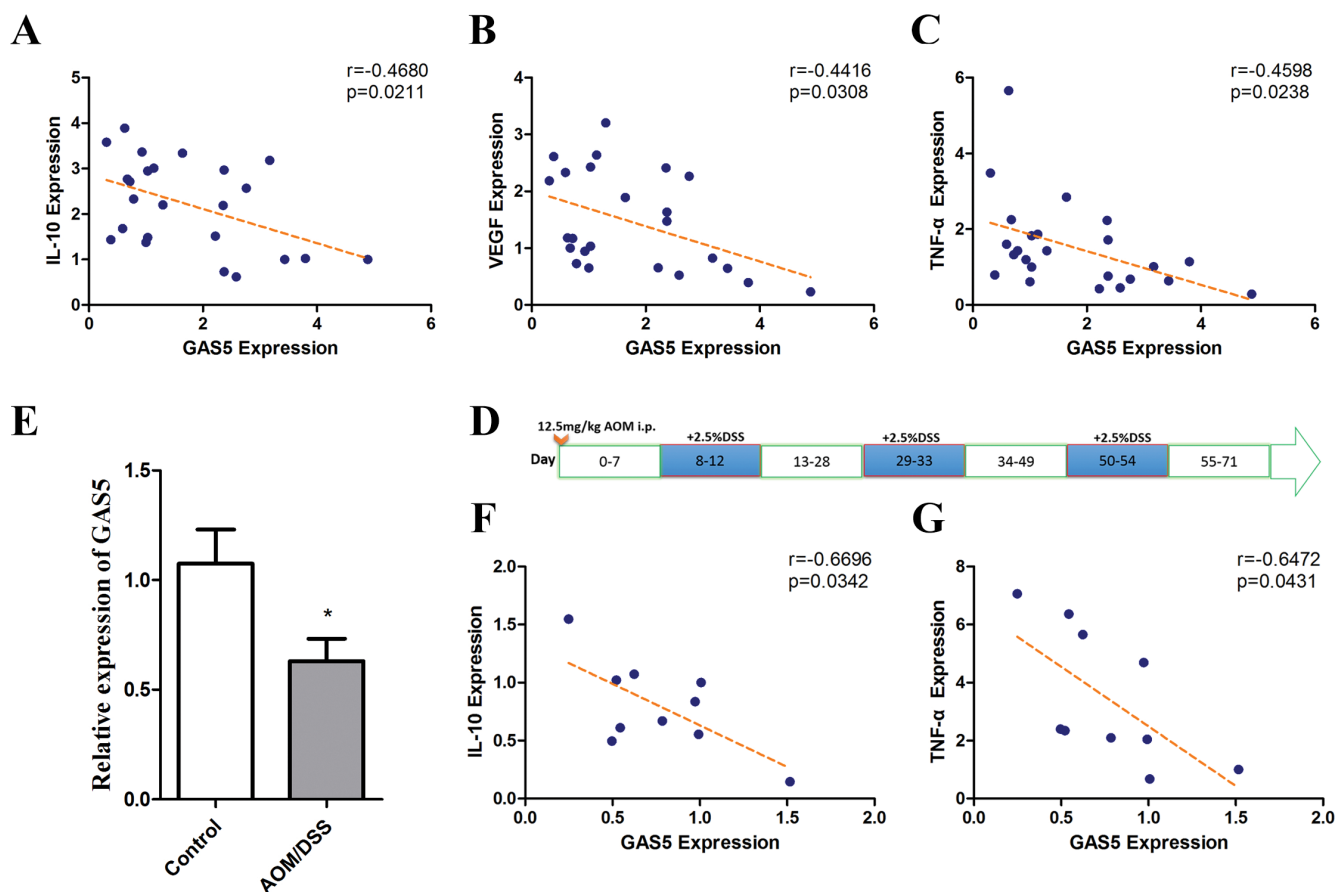 A
r=-0.4680
p=0.0211
IL-10 Expression
5
4
3
2
1
0
0 2 4 6
GAS5 Expression
B
r=-0.4416
p=0.0308
VEGF Expression
4
3
2
1
0
0 2 4 6
GAS5 Expression
C
r=-0.4598
p=0.0238
TNF-α Expression
6
4
2
0
0 2 4 6
GAS5 Expression
D
12.5mg/kg AOM i.p.
+2.5%DSS +2.5%DSS +2.5%DSS
Day 0-7 8-12 13-28 29-33 34-49 50-54 55-71
E
Relative expression of GAS5
1.5
1.0
0.5
0.0
*
Control AOM/DSS
F
r=-0.6696
p=0.0342
IL-10 Expression
2.0
1.5
1.0
0.5
0.0
0.0 0.5 1.0 1.5 2.0
GAS5 Expression
G
r=-0.6472
p=0.0431
TNF-α Expression
8
6
4
2
0
0.0 0.5 1.0 1.5 2.0
GAS5 Expression